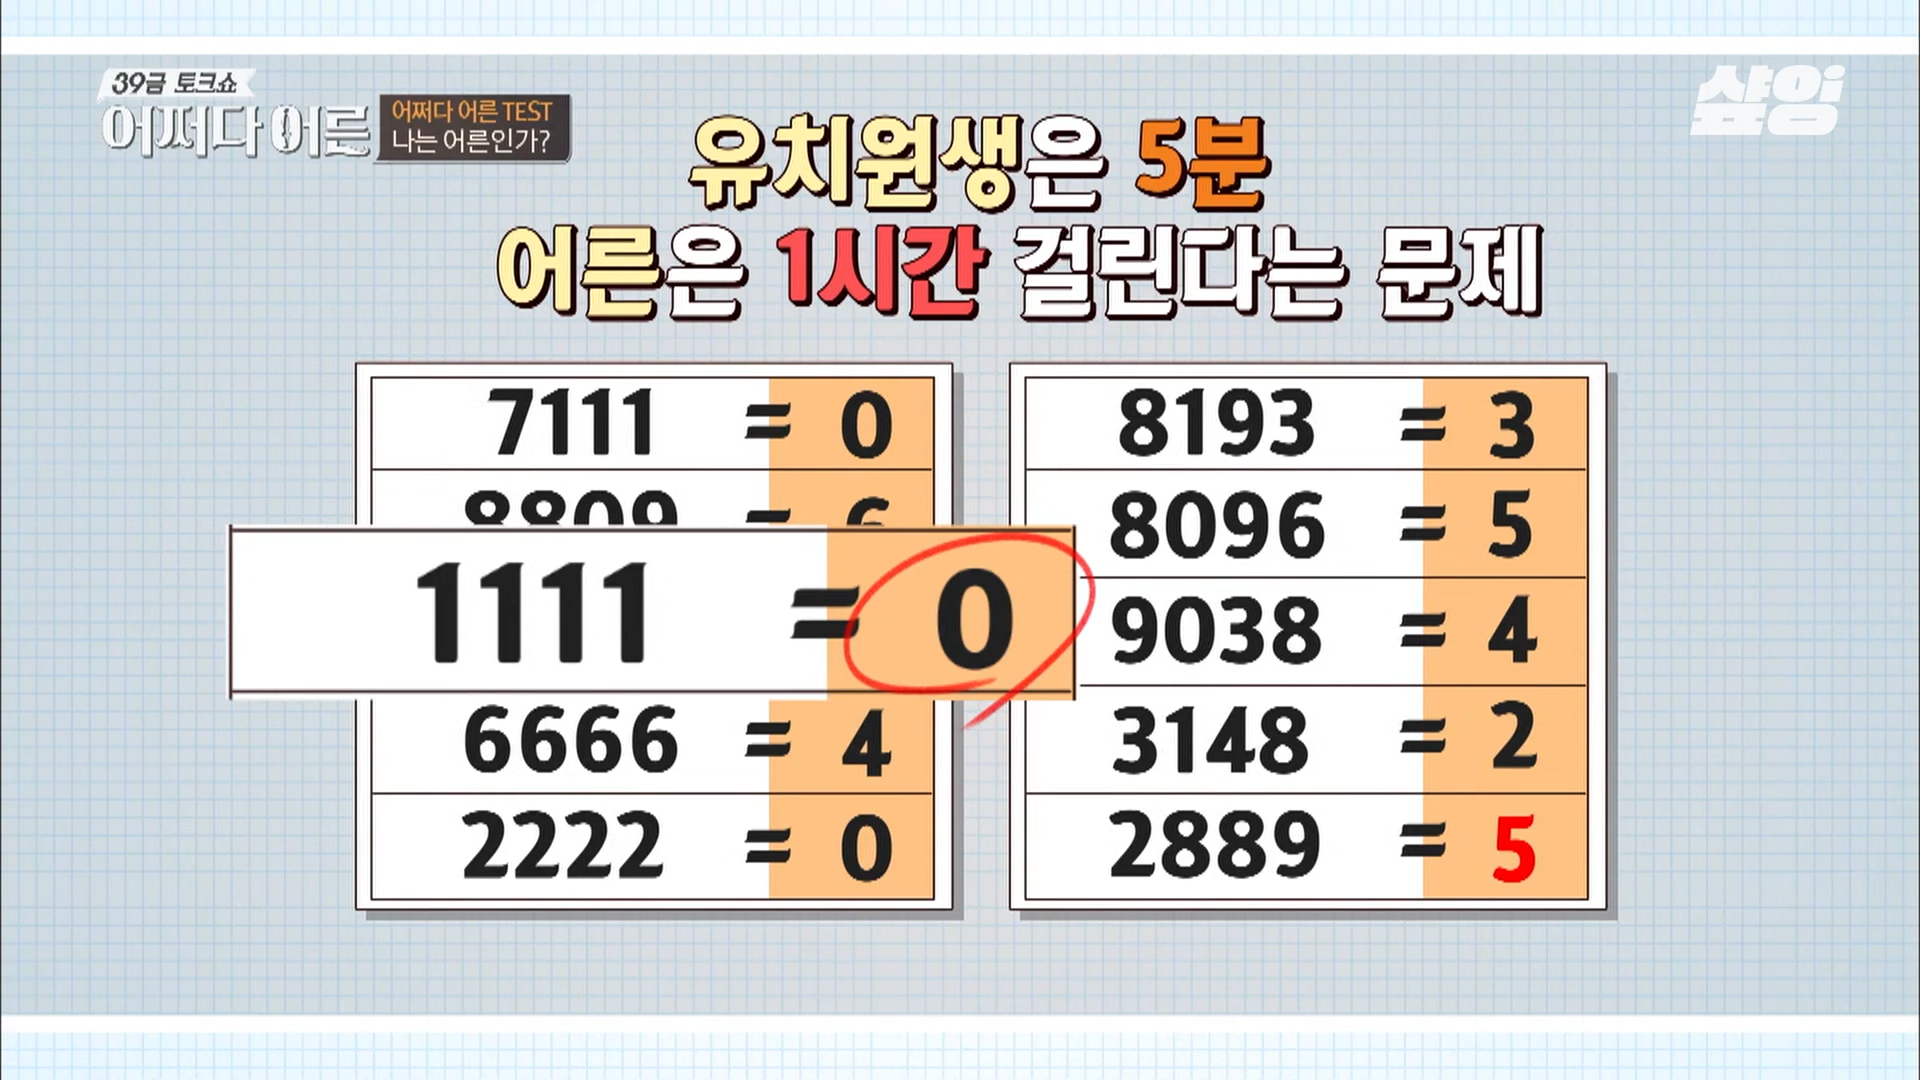 39금 토크쇼
어쩌다 어른
어쩌다 어른 TEST
나는 어른인가?
샾잉
유치원생은 5분
어른은 1시간 걸린다는 문제
7111 = 0
8809 = 6
1111 = 0
6666 = 4
2222 = 0
8193 = 3
8096 = 5
9038 = 4
3148 = 2
2889 = 5